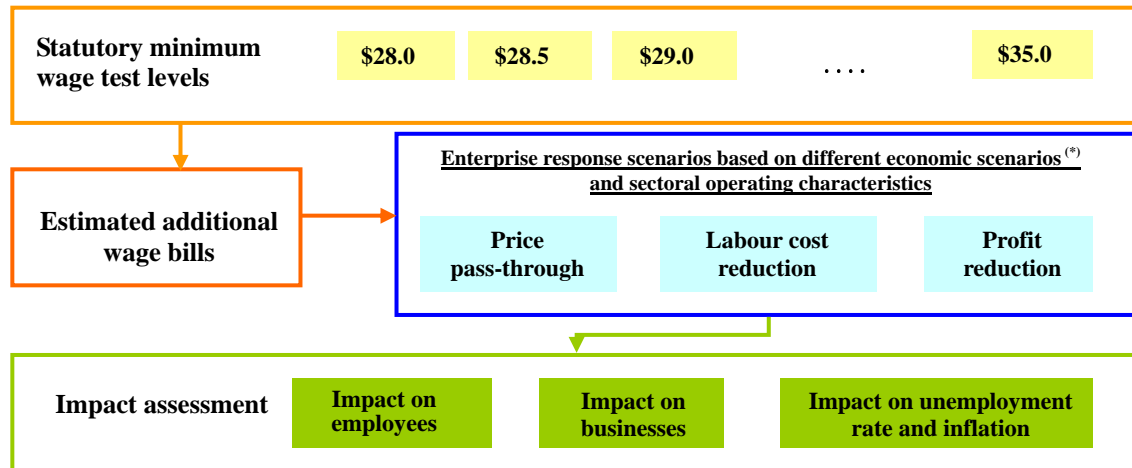 Statutory minimum
wage test levels
$28.0
$28.5
$29.0
. . . .
$35.0
Estimated additional
wage bills
Enterprise response scenarios based on different economic scenarios (*)
and sectoral operating characteristics
Price
pass-through
Labour cost
reduction
Profit
reduction
Impact assessment
Impact on
employees
Impact on
businesses
Impact on unemployment
rate and inflation